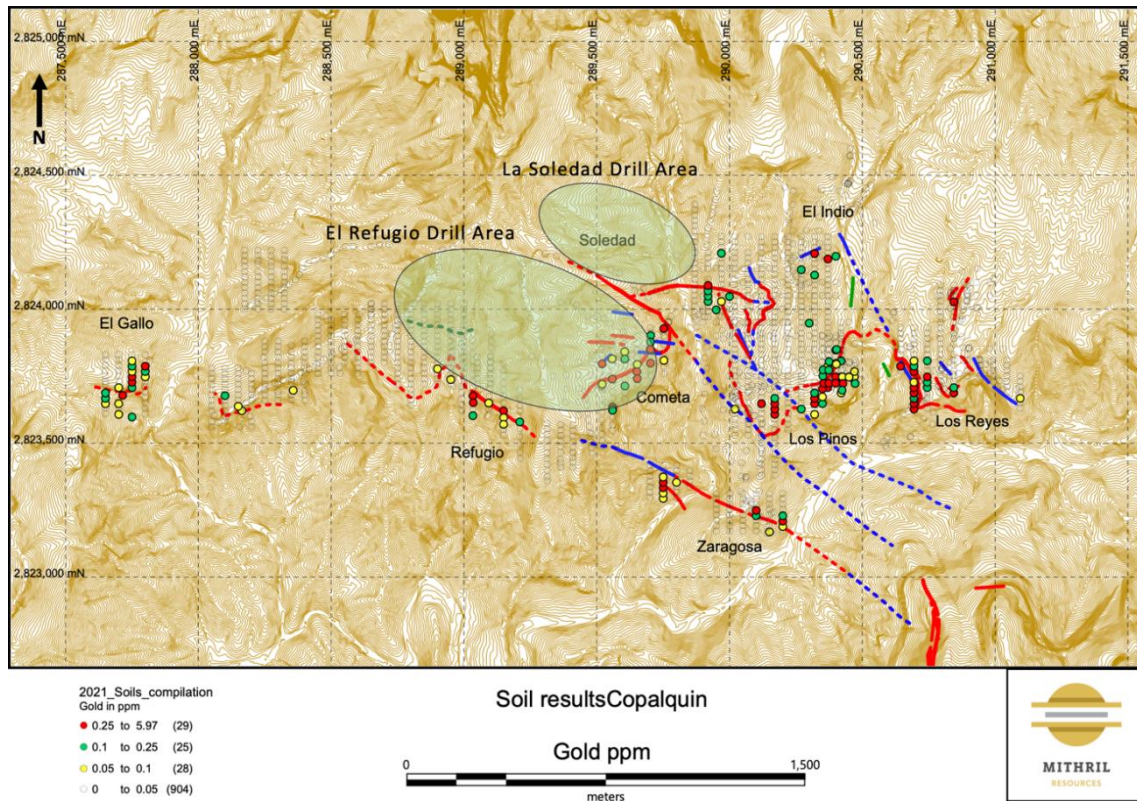 2,825,000 mN
2,824,500 mN
2,824,000 mN
2,823,500 mN
2,823,000 mN
287,500 mE
288,000 mE
288,500 mE
289,000 mE
289,500 mE
290,000 mE
290,500 mE
291,000 mE
291,500 mE
N
La Soledad Drill Area
El Indio
El Refugio Drill Area
Soledad
El Gallo
Cometa
Los Pinos
Los Reyes
Refugio
Zaragosa
2021_Soils_compilation
Gold in ppm
0.25 to 5.97 (29)
0.1 to 0.25 (25)
0.05 to 0.1 (28)
0 to 0.05 (904)
Soil resultsCopalquin
Gold ppm
0 1,500
meters
MITHRIL
RESOURCES